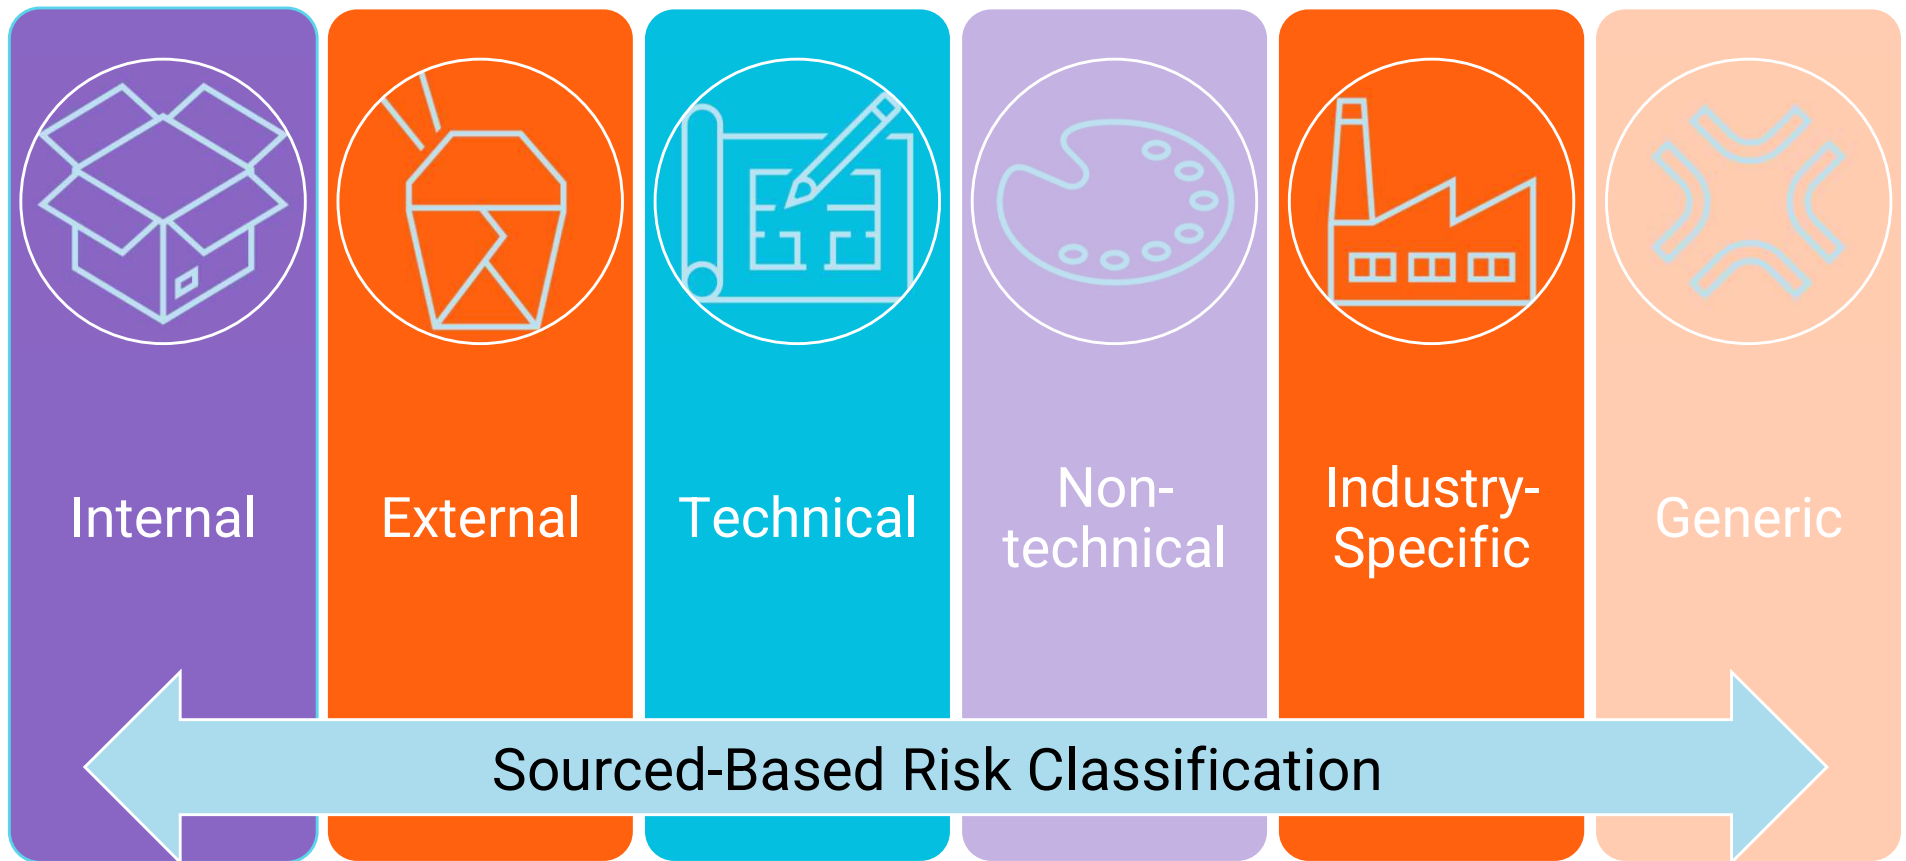 Internal
External
Technical
Non-
technical
Industry-
Specific
Generic
Sourced-Based Risk Classification